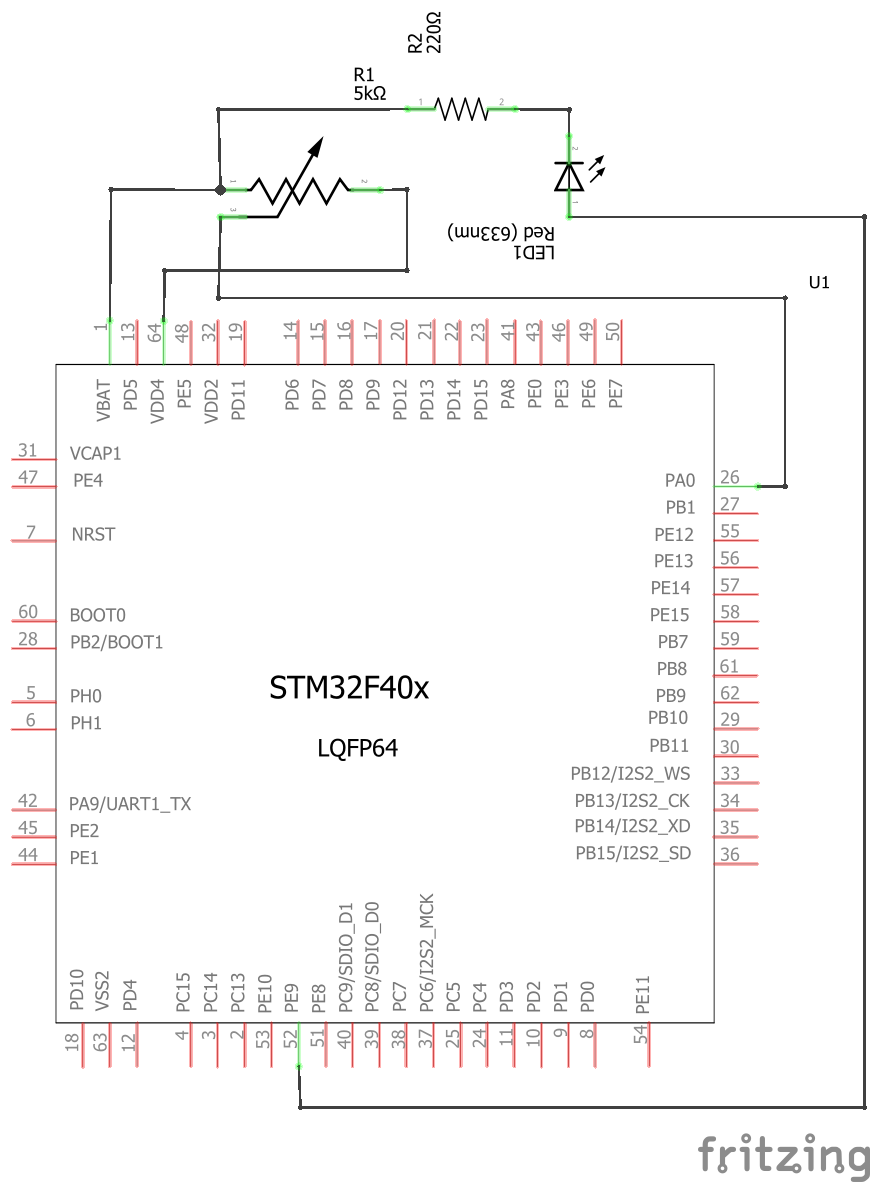 R2
220Ω
R1
5kΩ
1
2
1
2
3
2
1
LED1
Red (633nm)
U1
1
13
64
48
32
19
14
15
16
17
20
21
22
23
41
43
46
49
50
VBAT
PD5
VDD4
PE5
VDD2
PD11
PD6
PD7
PD8
PD9
PD12
PD13
PD14
PD15
PA8
PE0
PE3
PE6
PE7
31 VCAP1
47 PE4
7 NRST
60 BOOT0
28 PB2/BOOT1
5 PH0
6 PH1
42 PA9/UART1_TX
45 PE2
44 PE1
STM32F40x
LQFP64
PA0 26
PB1 27
PE12 55
PE13 56
PE14 57
PE15 58
PB7 59
PB8 61
PB9 62
PB10 29
PB11 30
PB12/I2S2_WS 33
PB13/I2S2_CK 34
PB14/I2S2_XD 35
PB15/I2S2_SD 36
PD10
VSS2
PD4
PC15
PC14
PC13
PE10
PE9
PE8
PC9/SDIO_D1
PC8/SDIO_D0
PC7
PC6/I2S2_MCK
PC5
PC4
PD3
PD2
PD1
PD0
PE11
18
63
12
4
3
2
53
52
51
40
39
38
37
25
24
11
10
9
8
54
fritzing